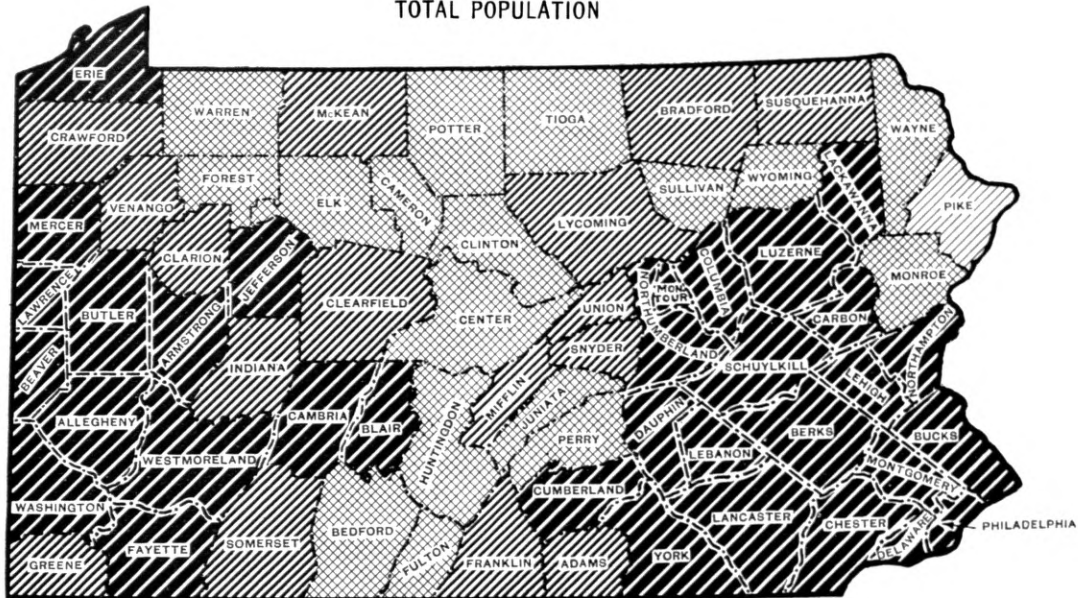 TOTAL POPULATION
ERIE
WARREN
McKEAN
POTTER
TIOGA
BRADFORD
SUSQUEHANNA
WAYNE
CRAWFORD
FOREST
ELK
CAMERON
SULLIVAN
WYOMING
LACKAWANNA
PIKE
VENANGO
MERCER
CLARION
JEFFERSON
CLINTON
LYCOMING
LUZERNE
MONROE
LAWRENCE
BUTLER
ARMSTRONG
CLEARFIELD
CENTER
UNION
NORTHUMBERLAND
MON
TOUR
COLUMBIA
CARBON
NORTHAMPTON
BEAVER
INDIANA
SNYDER
SCHUYLKILL
LEHIGH
ALLEGHENY
CAMBRIA
BLAIR
HUNTINGDON
MIFFLIN
JUNIATA
PERRY
DAUPHIN
LEBANON
BERKS
BUCKS
WESTMORELAND
CUMBERLAND
MONTGOMERY
WASHINGTON
FAYETTE
SOMERSET
BEDFORD
FULTON
FRANKLIN
ADAMS
YORK
LANCASTER
CHESTER
DELAWARE
PHILADELPHIA
GREENE